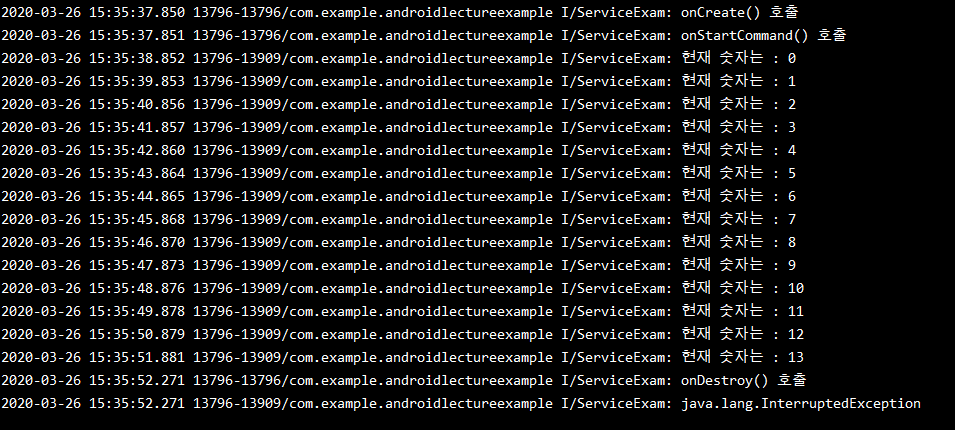 2020-03-26 15:35:37.850 13796-13796/com.example.androidlectureexample I/ServiceExam: onCreate() 호출
2020-03-26 15:35:37.851 13796-13796/com.example.androidlectureexample I/ServiceExam: onStartCommand() 호출
2020-03-26 15:35:38.852 13796-13909/com.example.androidlectureexample I/ServiceExam: 현재 숫자는 : 0
2020-03-26 15:35:39.853 13796-13909/com.example.androidlectureexample I/ServiceExam: 현재 숫자는 : 1
2020-03-26 15:35:40.856 13796-13909/com.example.androidlectureexample I/ServiceExam: 현재 숫자는 : 2
2020-03-26 15:35:41.857 13796-13909/com.example.androidlectureexample I/ServiceExam: 현재 숫자는 : 3
2020-03-26 15:35:42.860 13796-13909/com.example.androidlectureexample I/ServiceExam: 현재 숫자는 : 4
2020-03-26 15:35:43.864 13796-13909/com.example.androidlectureexample I/ServiceExam: 현재 숫자는 : 5
2020-03-26 15:35:44.865 13796-13909/com.example.androidlectureexample I/ServiceExam: 현재 숫자는 : 6
2020-03-26 15:35:45.868 13796-13909/com.example.androidlectureexample I/ServiceExam: 현재 숫자는 : 7
2020-03-26 15:35:46.870 13796-13909/com.example.androidlectureexample I/ServiceExam: 현재 숫자는 : 8
2020-03-26 15:35:47.873 13796-13909/com.example.androidlectureexample I/ServiceExam: 현재 숫자는 : 9
2020-03-26 15:35:48.876 13796-13909/com.example.androidlectureexample I/ServiceExam: 현재 숫자는 : 10
2020-03-26 15:35:49.878 13796-13909/com.example.androidlectureexample I/ServiceExam: 현재 숫자는 : 11
2020-03-26 15:35:50.879 13796-13909/com.example.androidlectureexample I/ServiceExam: 현재 숫자는 : 12
2020-03-26 15:35:51.881 13796-13909/com.example.androidlectureexample I/ServiceExam: 현재 숫자는 : 13
2020-03-26 15:35:52.271 13796-13796/com.example.androidlectureexample I/ServiceExam: onDestroy() 호출
2020-03-26 15:35:52.271 13796-13909/com.example.androidlectureexample I/ServiceExam: java.lang.InterruptedException